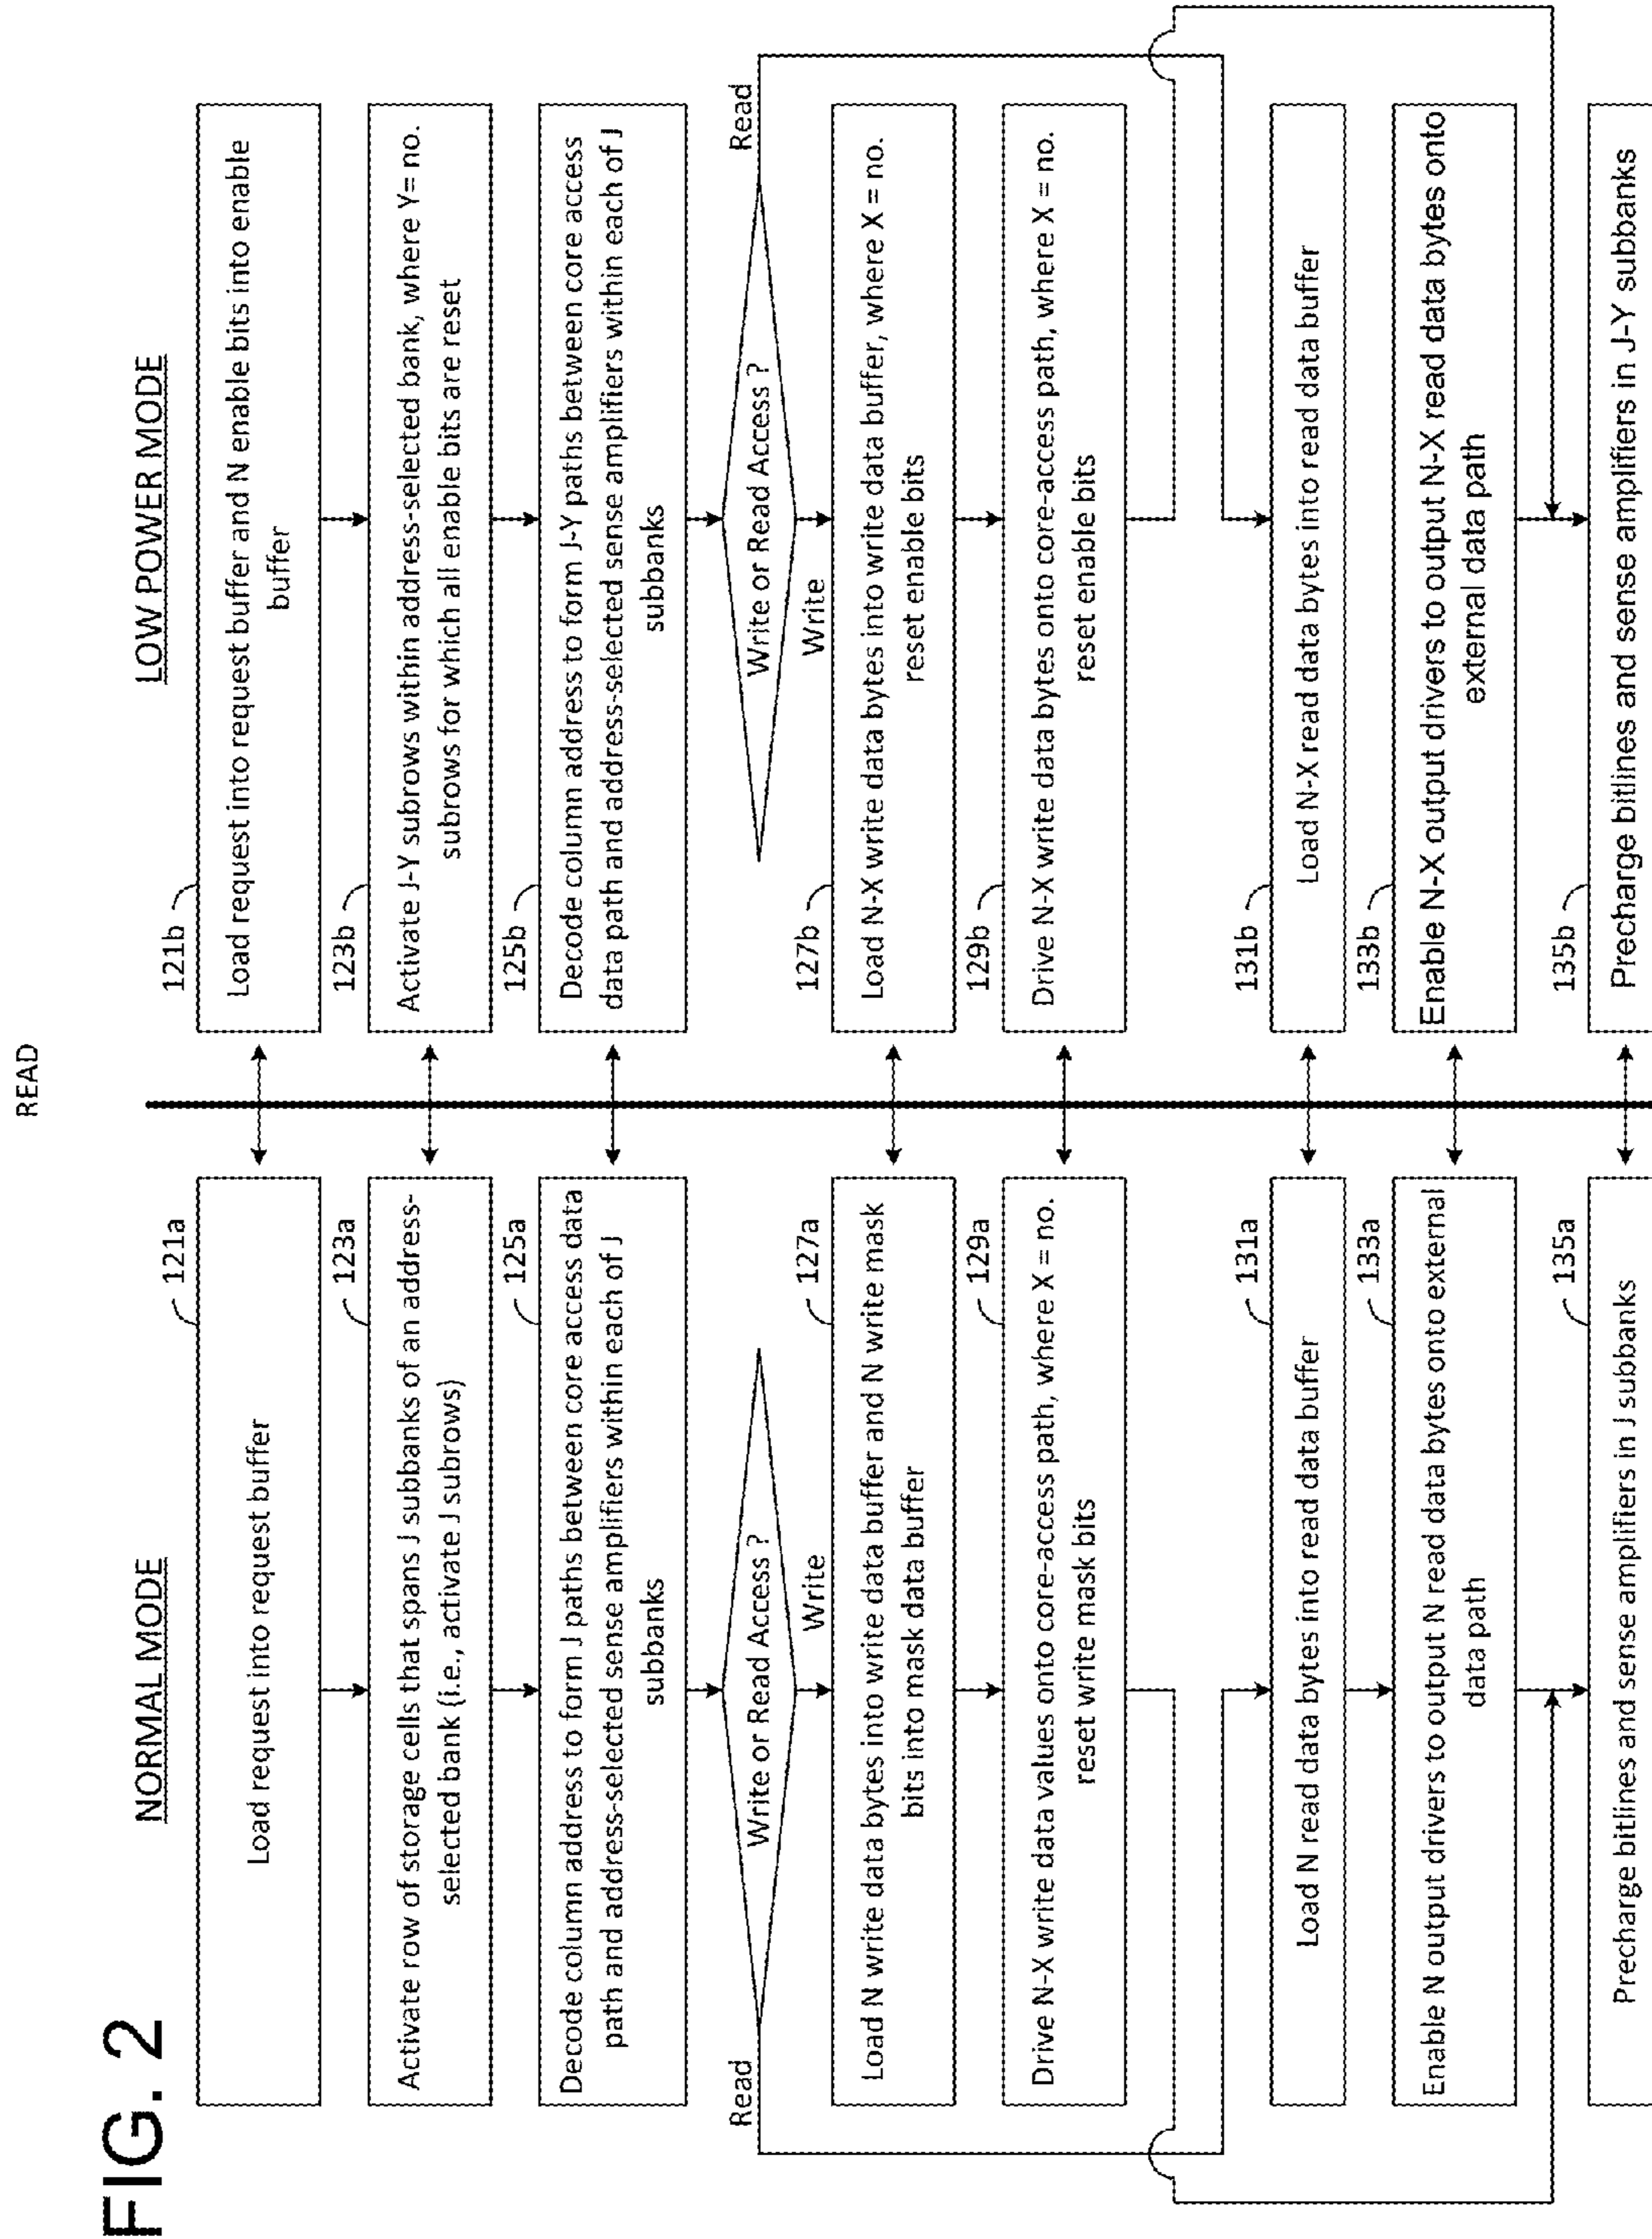 READ
FIG. 2
NORMAL MODE
121a
Load request into request buffer
123a
Activate row of storage cells that spans J subbanks of an address-
selected bank (i.e., activate J subrows)
125a
Decode column address to form J paths between core access data
path and address-selected sense amplifiers within each of J
subbanks
Read
Write or Read Access ?
Write
127a
Load N write data bytes into write data buffer and N write mask
bits into mask data buffer
129a
Drive N-X write data values onto core-access path, where X = no.
reset write mask bits
131a
Load N read data bytes into read data buffer
133a
Enable N output drivers to output N read data bytes onto external
data path
135a
Precharge bitlines and sense amplifiers in J subbanks
LOW POWER MODE
121b
Load request into request buffer and N enable bits into enable
buffer
123b
Activate J-Y subrows within address-selected bank, where Y= no.
subrows for which all enable bits are reset
125b
Decode column address to form J-Y paths between core access
data path and address-selected sense amplifiers within each of J
subbanks
Read
Write or Read Access ?
Write
127b
Load N-X write data bytes into write data buffer, where X = no.
reset enable bits
129b
Drive N-X write data bytes onto core-access path, where X = no.
reset enable bits
131b
Load N-X read data bytes into read data buffer
133b
Enable N-X output drivers to output N-X read data bytes onto
external data path
135b
Precharge bitlines and sense amplifiers in J-Y subbanks